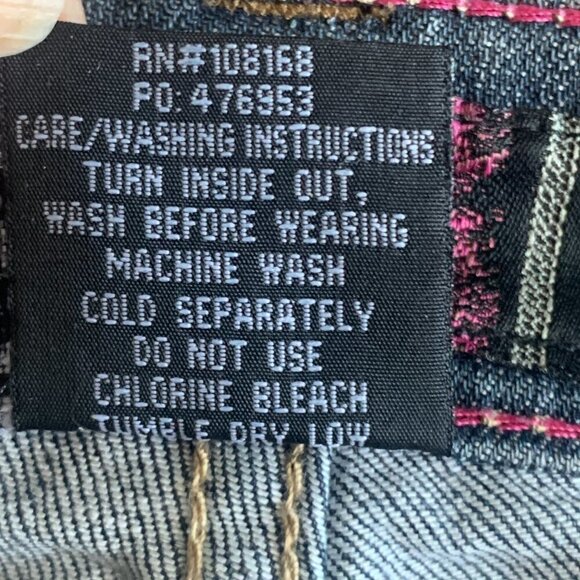 RN#108168
PO: 476953
CARE/WASHING INSTRUCTIONS
TURN INSIDE OUT,
WASH BEFORE WEARING
MACHINE WASH
COLD SEPARATELY
DO NOT USE
CHLORINE BLEACH
TUMBLE DRY LOW